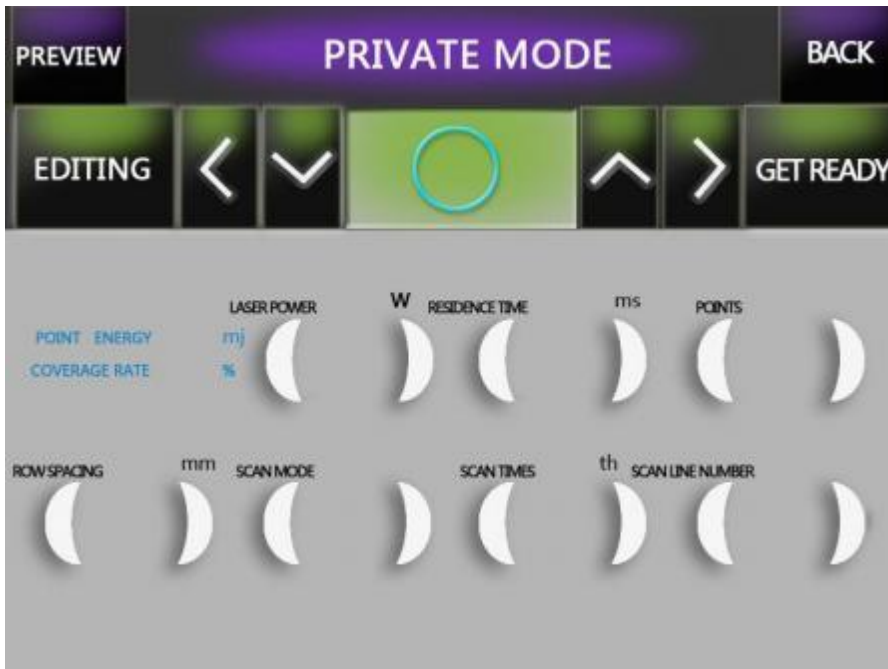 PREVIEW PRIVATE MODE BACK
EDITING GET READY
LASER POWER W RESIDENCE TIME ms POINTS
POINT ENERGY mj
COVERAGE RATE %
ROW SPACING mm SCAN MODE SCAN TIMES th SCAN LINE NUMBER